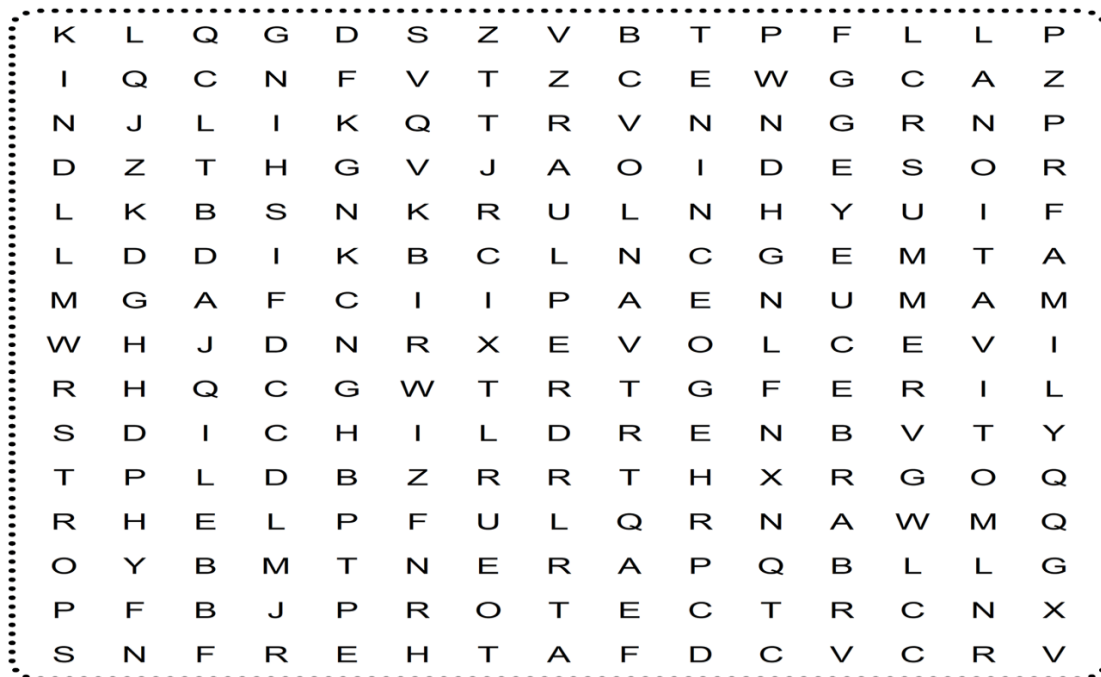 K L Q G D S Z V B T P F L L P
I Q C N F V T Z C E W G C A Z
N J L I K Q T R V N N G R N P
D Z T H G V J A O I D E S O R
L K B S N K R U L N H Y U I F
L D D I K B C L N C G E M T A
M G A F C I I P A E N U M A M
W H J D N R X E V O L C E V I
R H Q C G W T R T G F E R I L
S D I C H I L D R E N B V T Y
T P L D B Z R R T H X R G O Q
R H E L P F U L Q R N A W M Q
O Y B M T N E R A P Q B L L G
P F B J P R O T E C T R C N X
S N F R E H T A F D C V C R V